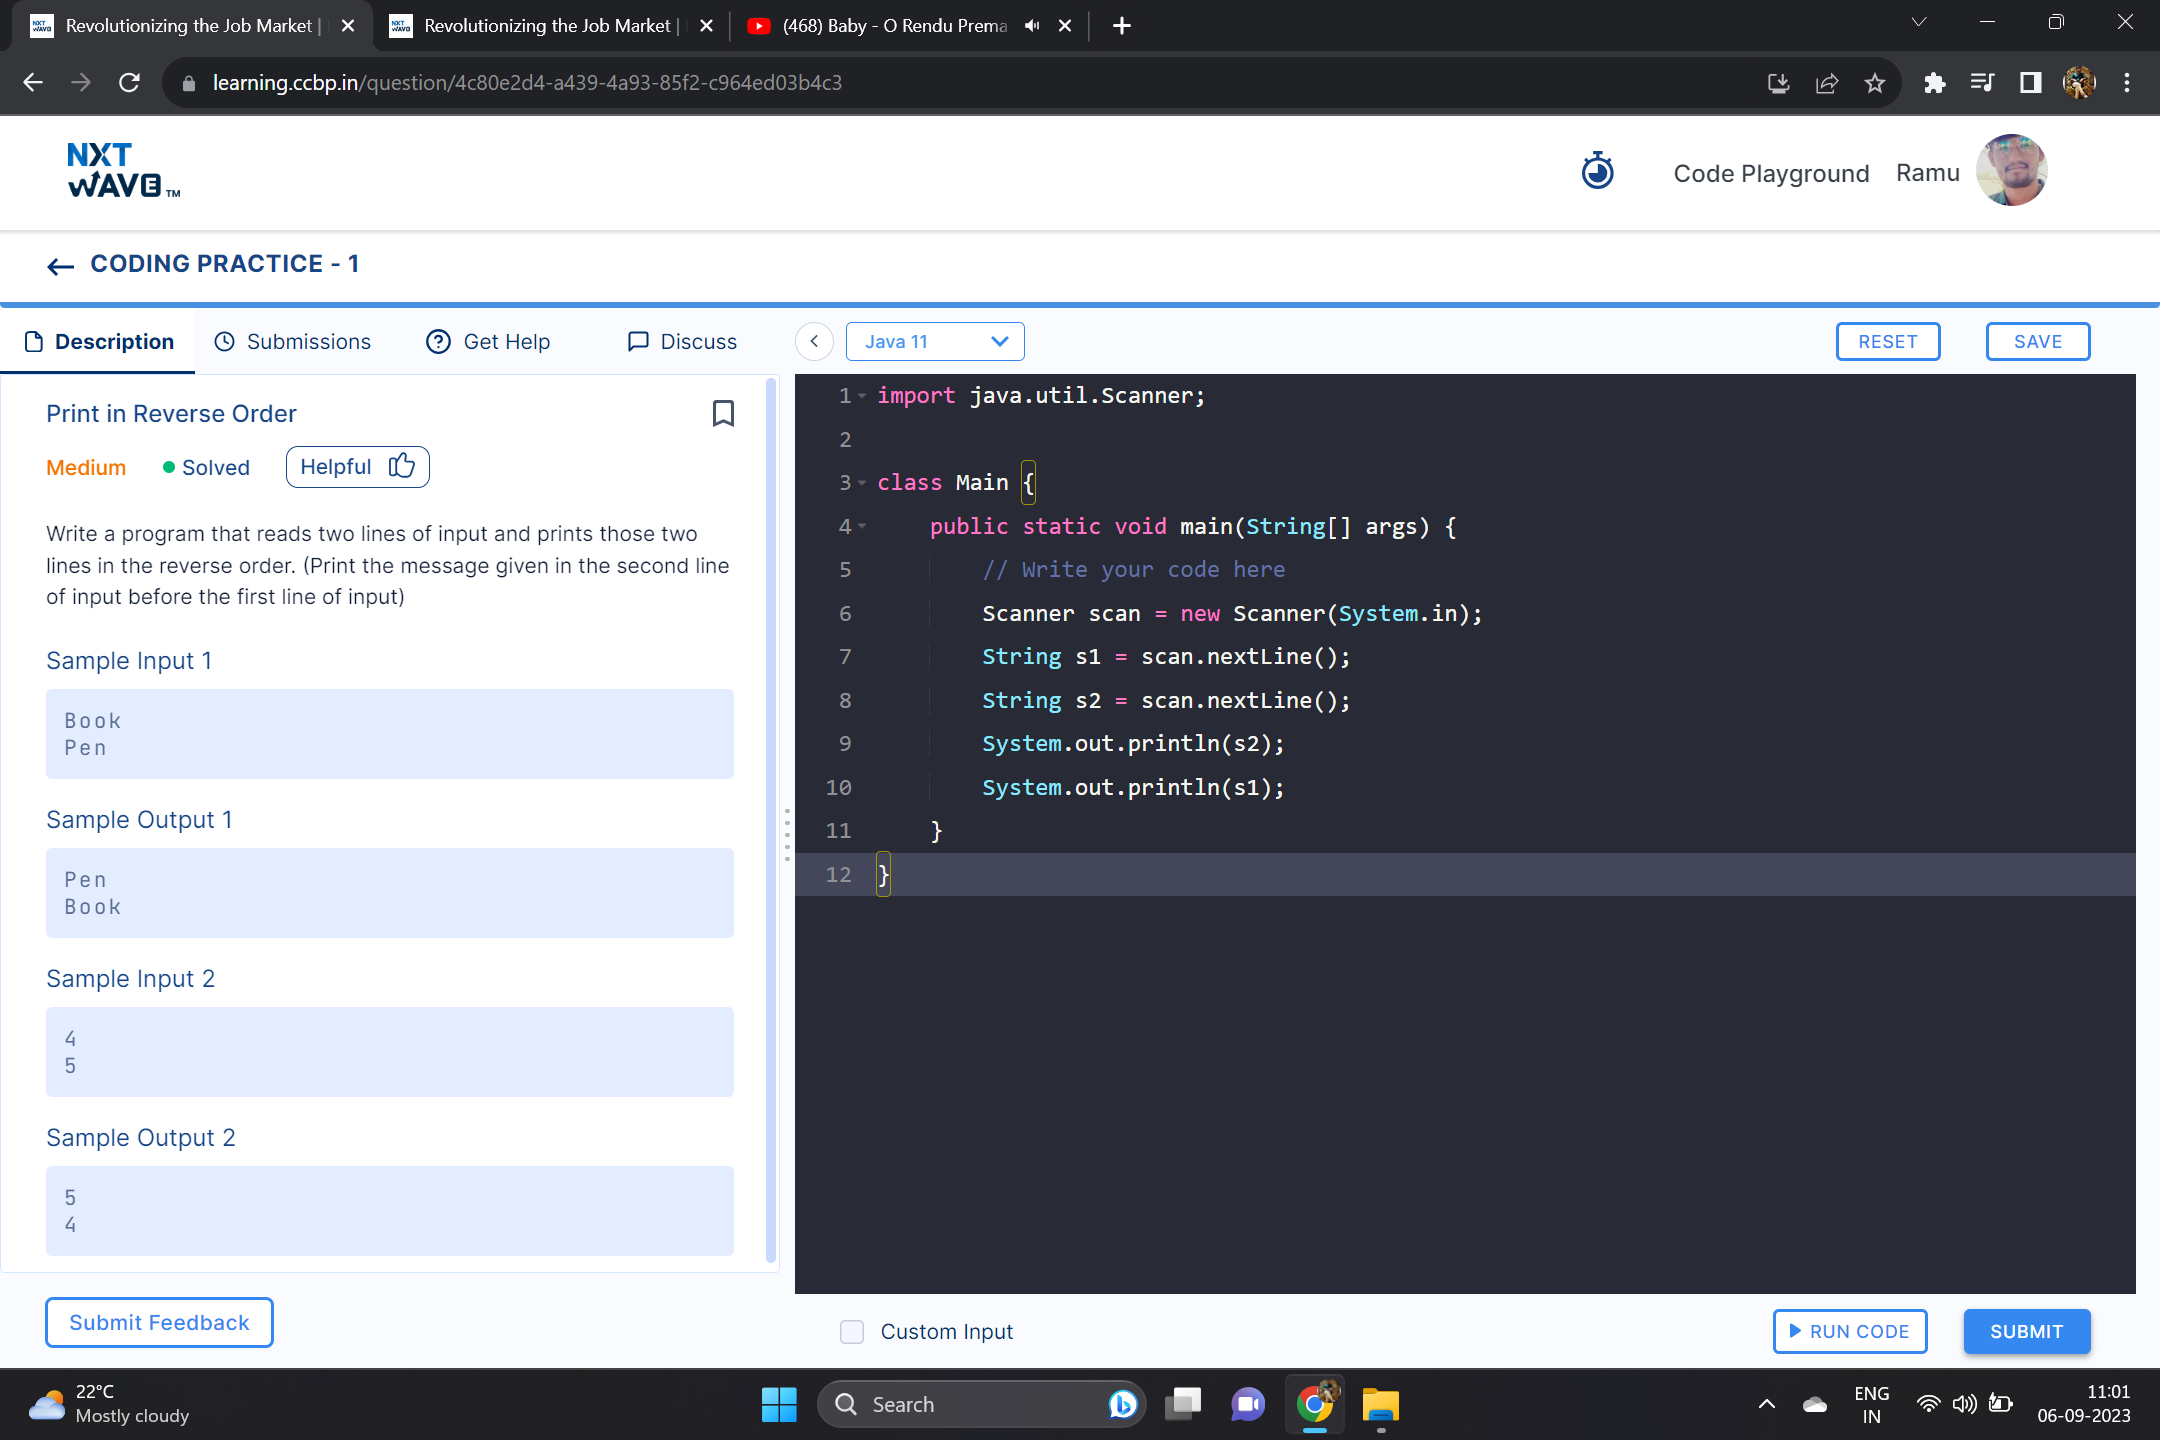 Revolutionizing the Job Market |
Revolutionizing the Job Market |
(468) Baby - O Rendu Prema
learning.ccbp.in/question/4c80e2d4-a439-4a93-85f2-c964ed03b4c3
NXT
WAVE TM
Code Playground
Ramu
CODING PRACTICE - 1
Description
Submissions
Get Help
Discuss
Java 11
RESET
SAVE
Print in Reverse Order
Medium
Solved
Helpful
Write a program that reads two lines of input and prints those two
lines in the reverse order. (Print the message given in the second line
of input before the first line of input)
Sample Input 1
Book
Pen
Sample Output 1
Pen
Book
Sample Input 2
4
5
Sample Output 2
5
4
Submit Feedback
1 import java.util.Scanner;
2
3 class Main {
4 public static void main(String[] args) {
5 // Write your code here
6 Scanner scan = new Scanner(System.in);
7 String s1 = scan.nextLine();
8 String s2 = scan.nextLine();
9 System.out.println(s2);
10 System.out.println(s1);
11 }
12 }
Custom Input
RUN CODE
SUBMIT
22°C
Mostly cloudy
Search
ENG
IN
11:01
06-09-2023